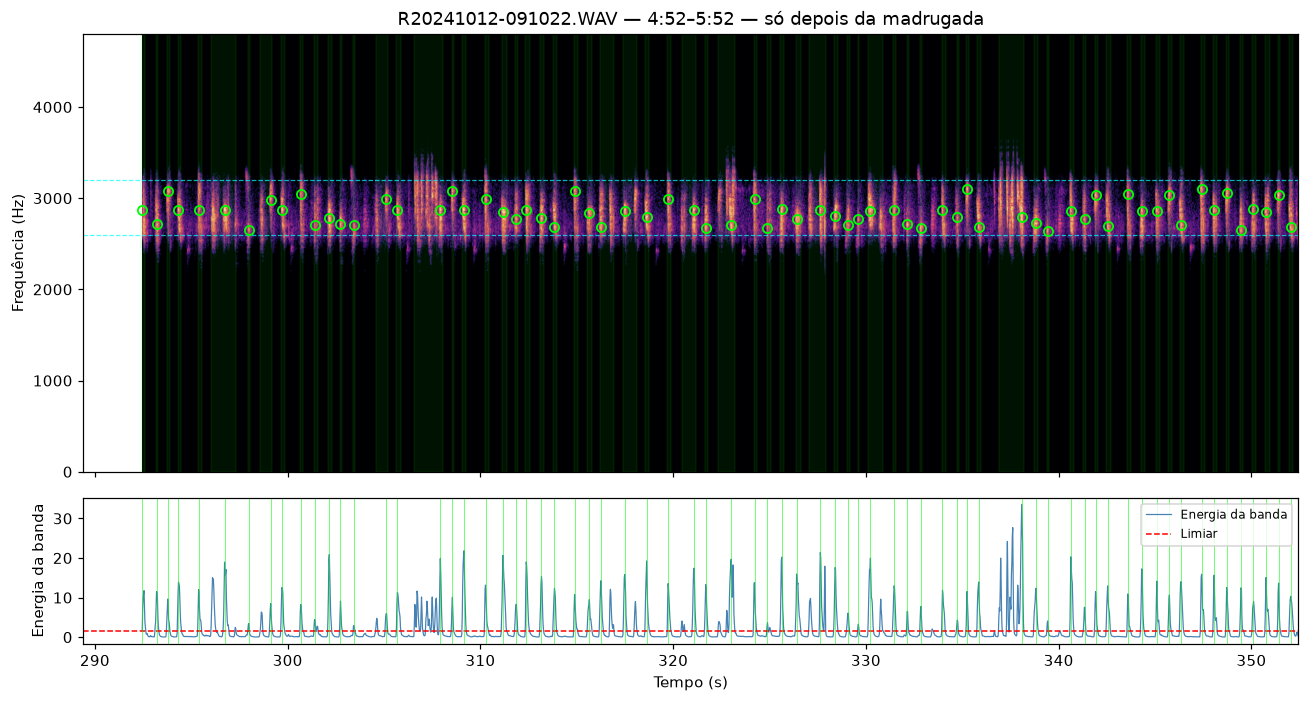 R20241012-091022.WAV — 4:52–5:52 — só depois da madrugada
Frequência (Hz)
4000
3000
2000
1000
0
Energia da banda
30
20
10
0
Energia da banda
Limiar
290
300
310
320
330
340
350
Tempo (s)